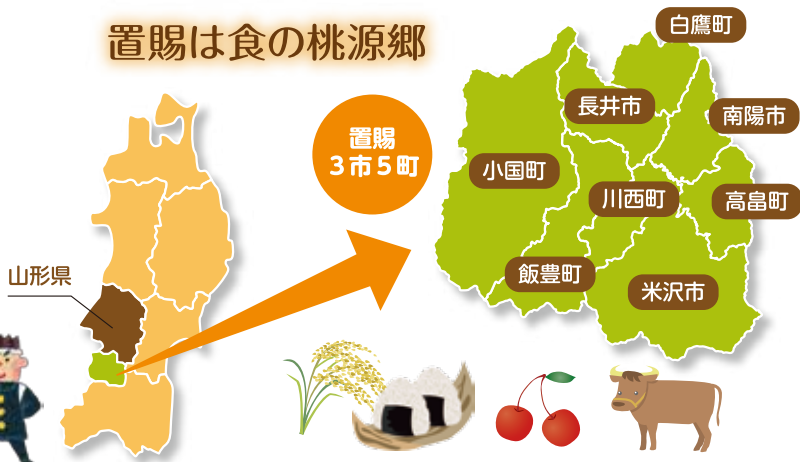 置賜は食の桃源郷
白鷹町
長井市
南陽市
置賜
3市5町
小国町
川西町
高畠町
山形県
飯豊町
米沢市